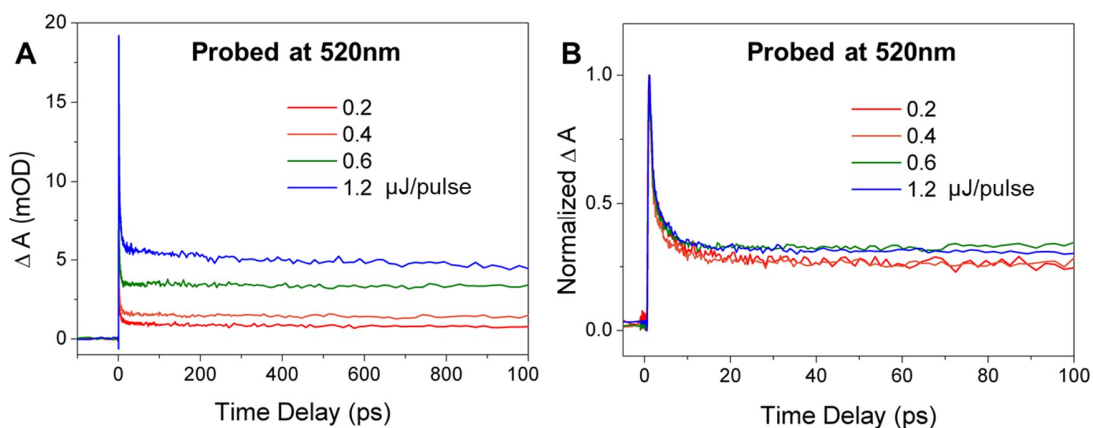 A
Probed at 520nm
0.2
0.4
0.6
1.2 µJ/pulse
Δ A (mOD)
20
15
10
5
0
0 200 400 600 800 100
Time Delay (ps)
B
Probed at 520nm
0.2
0.4
0.6
1.2 µJ/pulse
Normalized Δ A
1.0
0.5
0.0
0 20 40 60 80 100
Time Delay (ps)